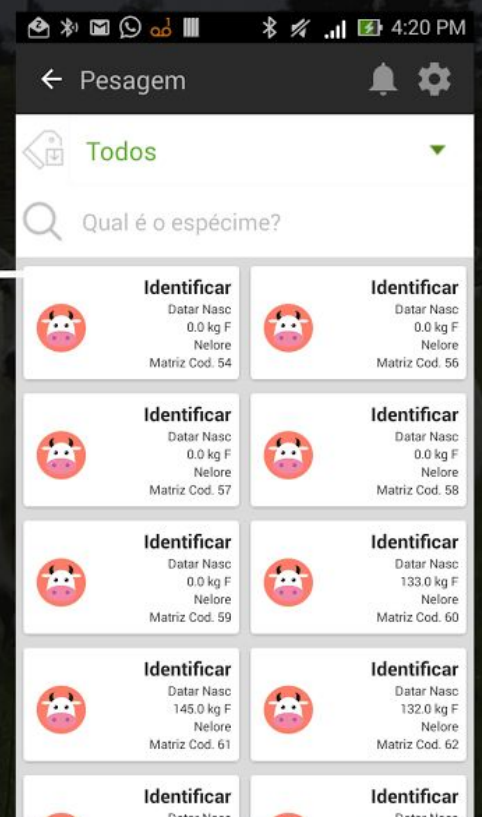 4:20 PM
Pesagem
Todos
Qual é o espécime?
Identificar
Datar Nasc
0.0 kg F
Nelore
Matriz Cod. 54
Identificar
Datar Nasc
0.0 kg F
Nelore
Matriz Cod. 56
Identificar
Datar Nasc
0.0 kg F
Nelore
Matriz Cod. 57
Identificar
Datar Nasc
0.0 kg F
Nelore
Matriz Cod. 58
Identificar
Datar Nasc
0.0 kg F
Nelore
Matriz Cod. 59
Identificar
Datar Nasc
133.0 kg F
Nelore
Matriz Cod. 60
Identificar
Datar Nasc
145.0 kg F
Nelore
Matriz Cod. 61
Identificar
Datar Nasc
132.0 kg F
Nelore
Matriz Cod. 62
Identificar
Identificar